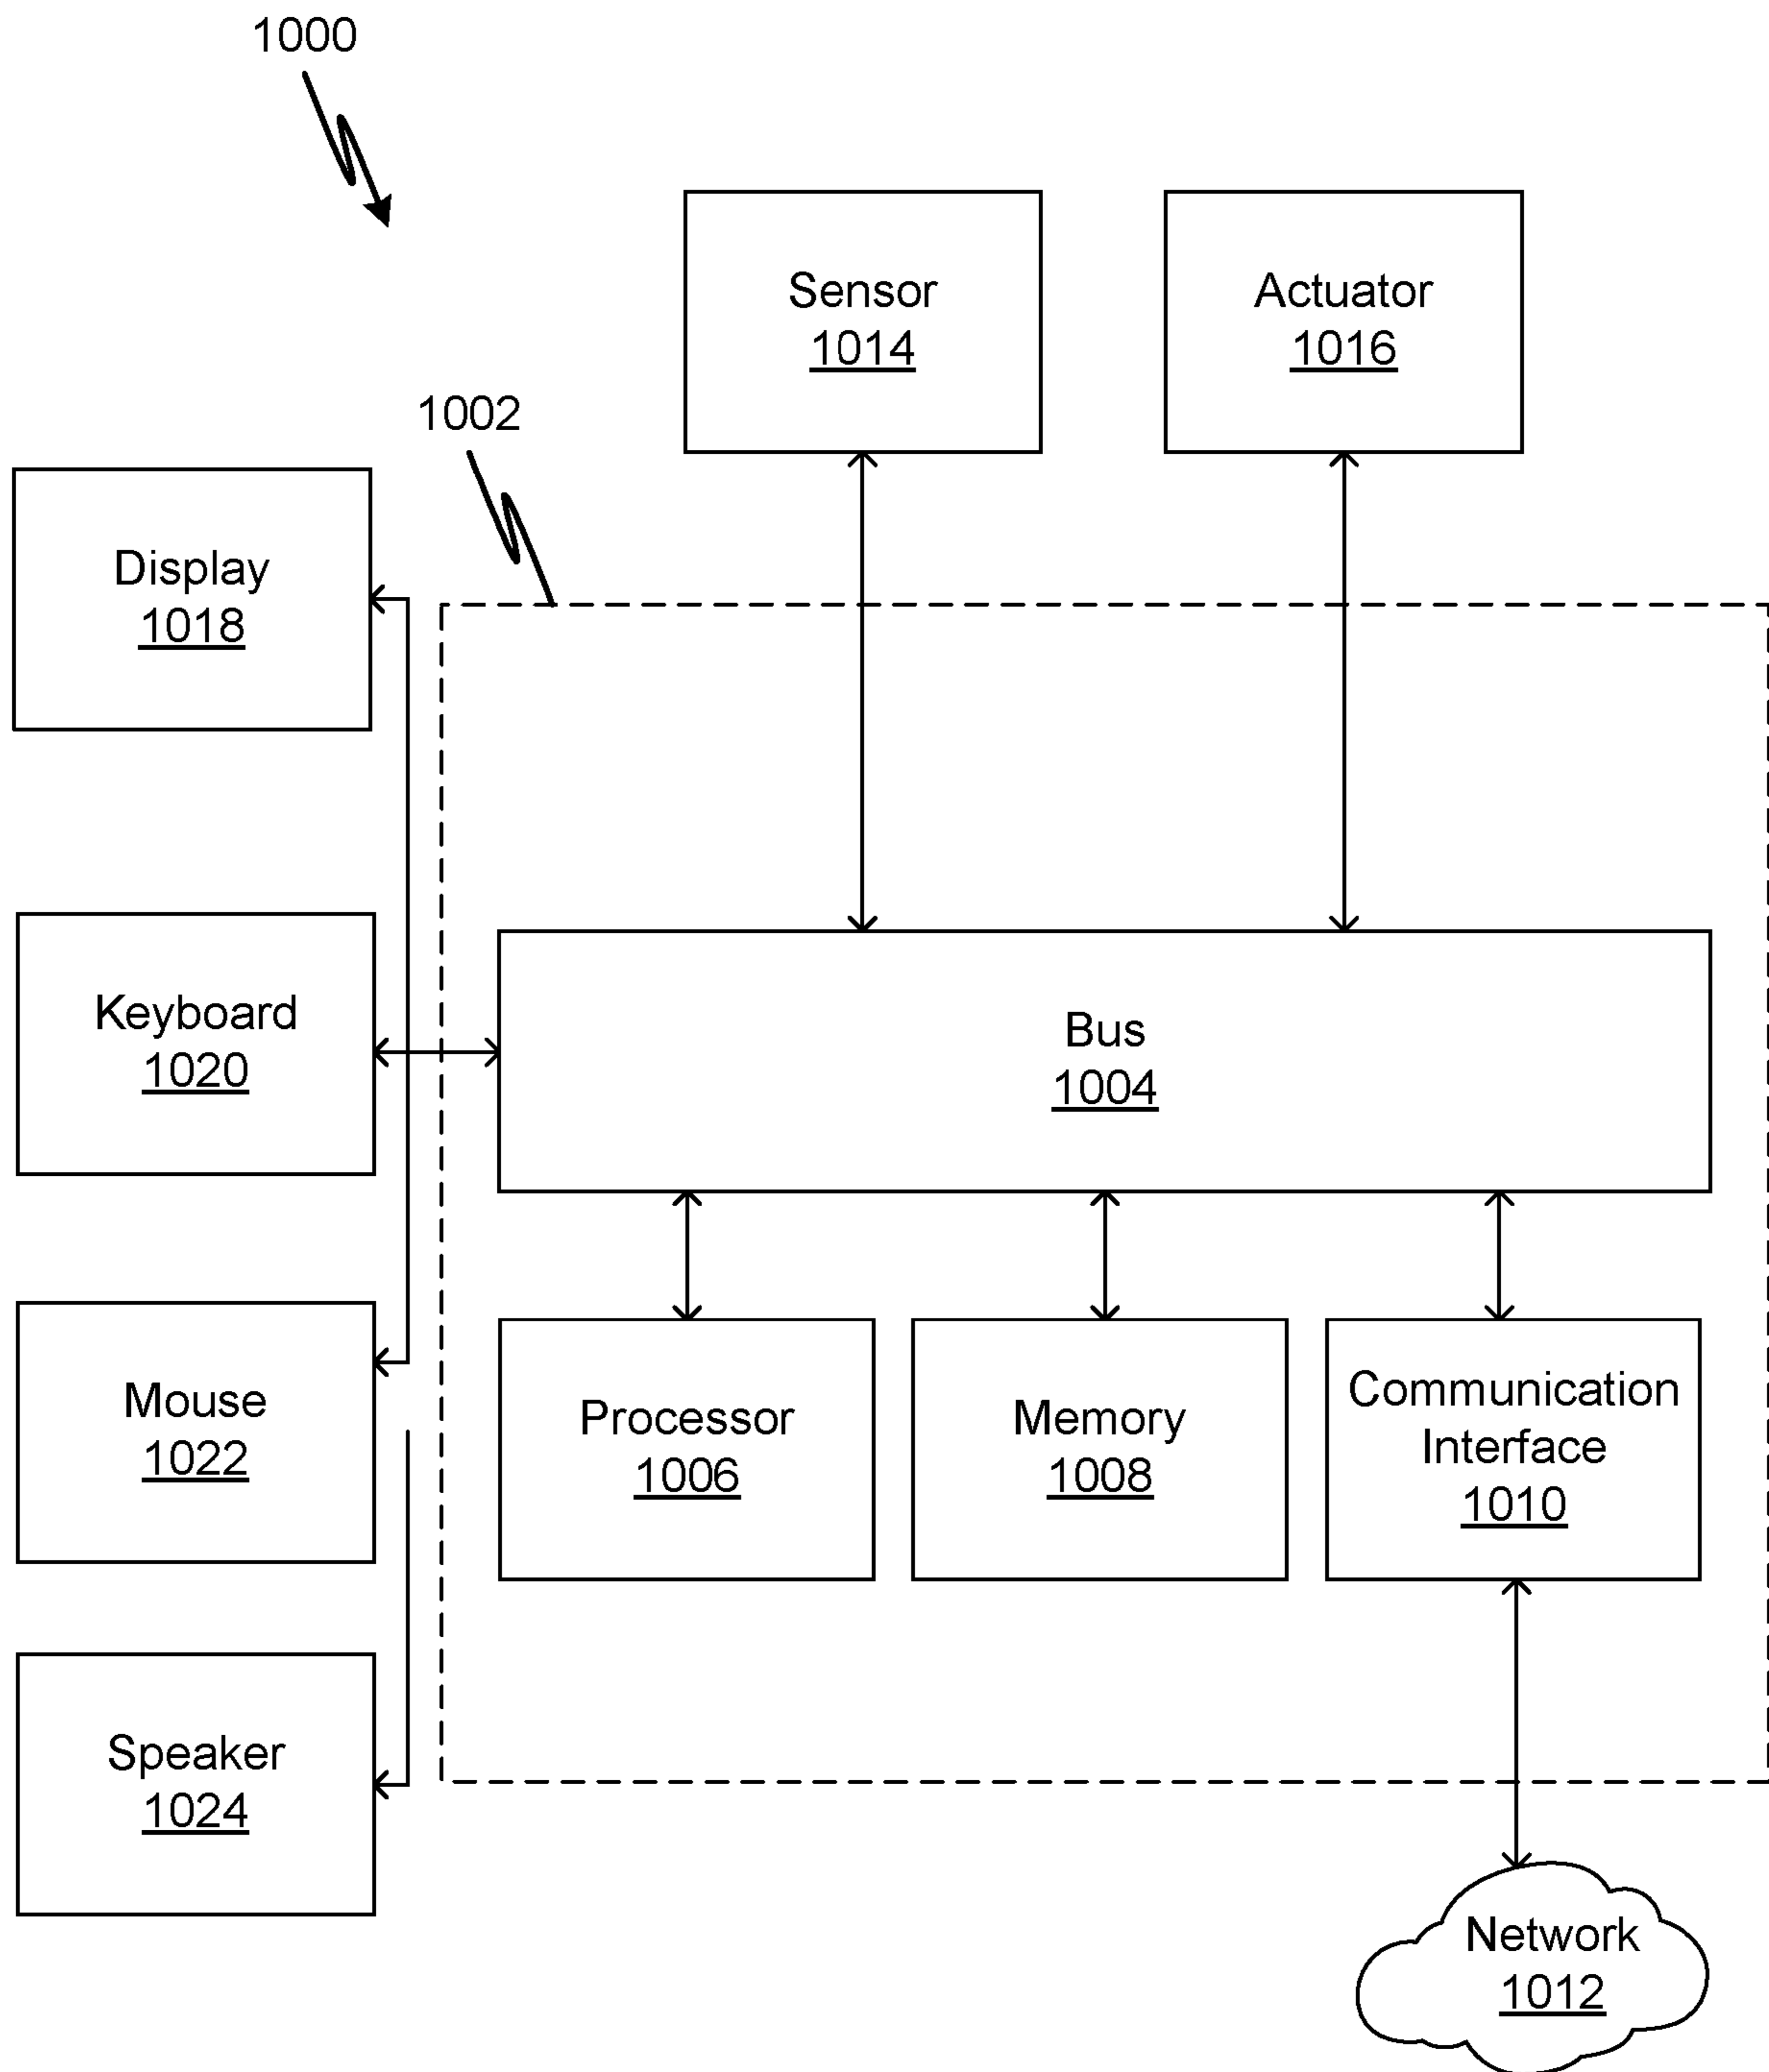 1000
Sensor
1014
Actuator
1016
1002
Display
1018
Keyboard
1020
Bus
1004
Mouse
1022
Processor
1006
Memory
1008
Communication
Interface
1010
Speaker
1024
Network
1012